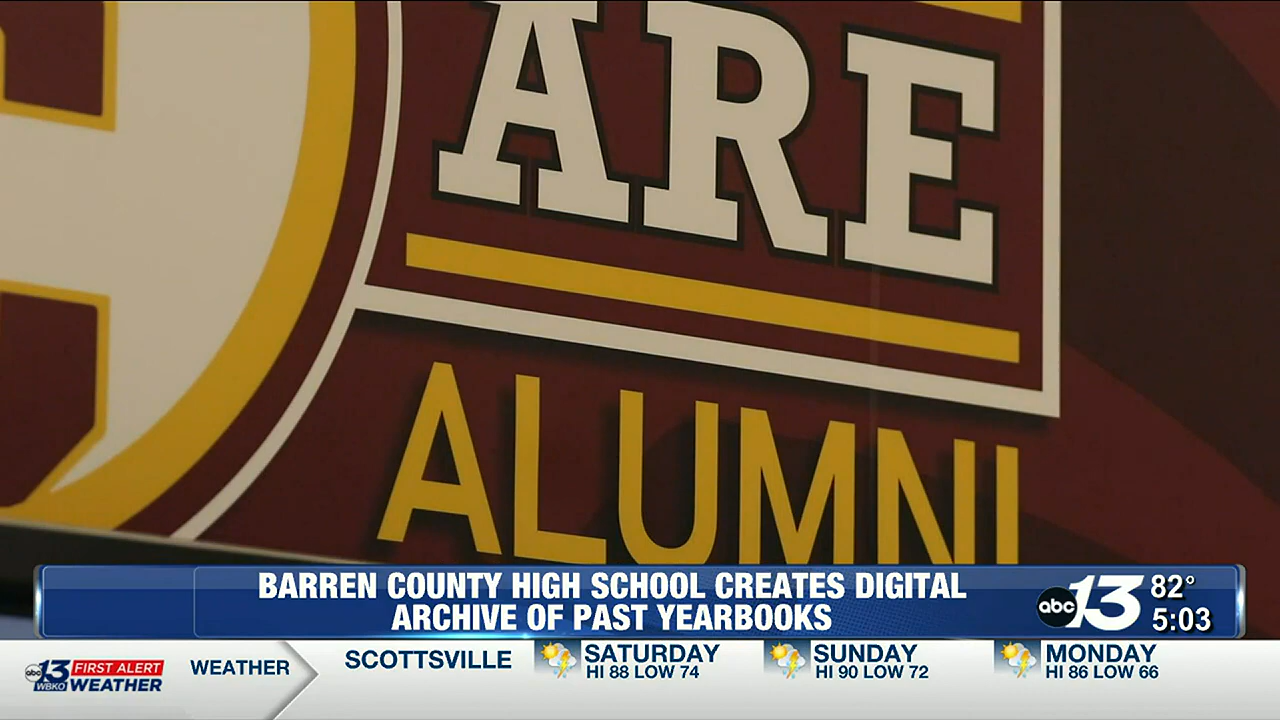 ARE
ALUMNI
BARREN COUNTY HIGH SCHOOL CREATES DIGITAL
ARCHIVE OF PAST YEARBOOKS
abc 13
82°
5:03
abc 13 WBKO FIRST ALERT WEATHER
WEATHER
SCOTTSVILLE
SATURDAY
HI 88 LOW 74
SUNDAY
HI 90 LOW 72
MONDAY
HI 86 LOW 66